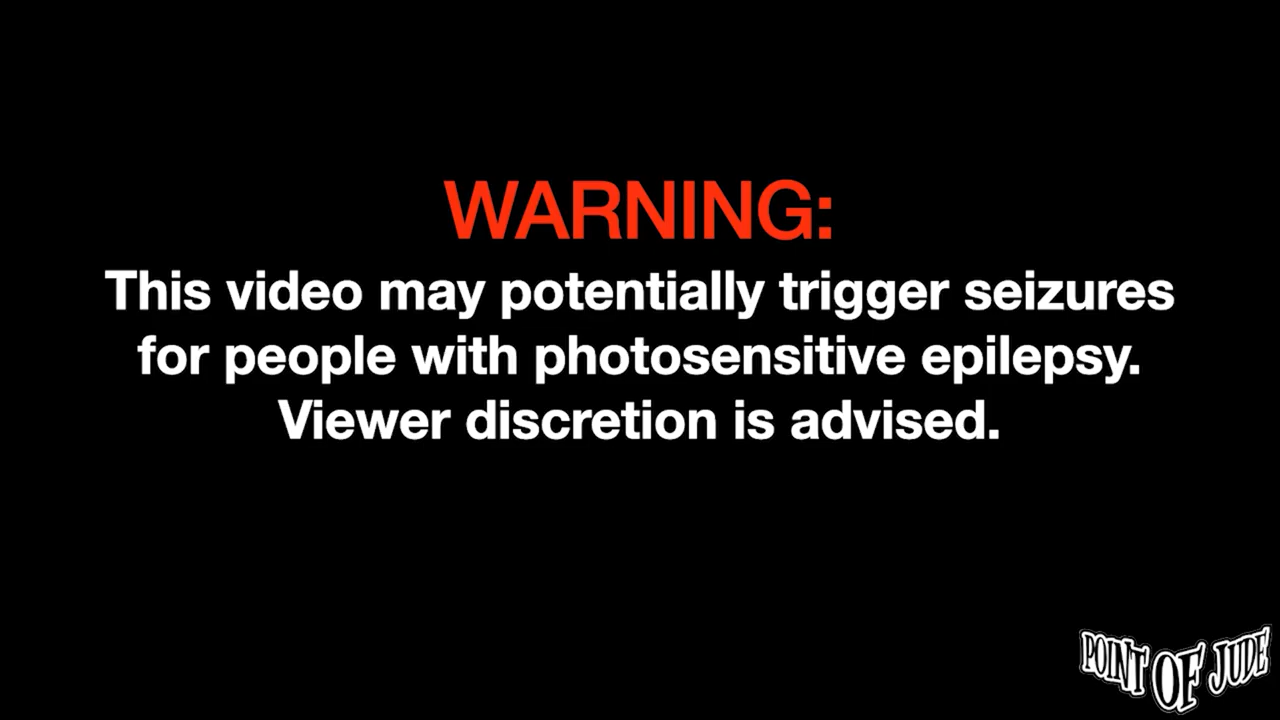 WARNING:
This video may potentially trigger seizures
for people with photosensitive epilepsy.
Viewer discretion is advised.
POINT OF JUDE